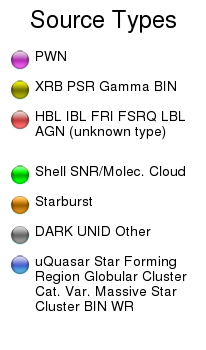 Source Types
PWN
XRB PSR Gamma BIN
HBL IBL FRI FSRQ LBL
AGN (unknown type)
Shell SNR/Molec. Cloud
Starburst
DARK UNID Other
uQuasar Star Forming
Region Globular Cluster
Cat. Var. Massive Star
Cluster BIN WR